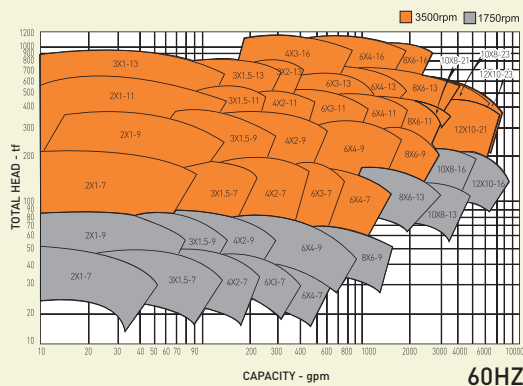 3500rpm 1750rpm
1200
1000
900
800
700
600
500
400
300
200
100
90
80
70
60
50
40
30
20
10
TOTAL HEAD - tf
4X3-16 4X6-16 8X6-16 10X8-23
10X8-21
12X10-23
3X1-13 3X1,5-13 3X2-13 6X3-13 6X4-13 8X6-13
2X1-11 3X1,5-11 4X2-11 6X3-11 6X4-11 8X6-11
12X10-21
2X1-9 3X1,5-9 4X2-9 6X4-9 8X6-9
10X8-16 12X10-16
2X1-7 3X1,5-7 4X2-7 6X3-7 6X4-7 8X6-13
10X8-13
2X1-9 3X1,5-9 4X2-9 6X4-9 8X6-9
2X1-7 3X1,5-7 4X2-7 6X3-7 6X4-7
10 20 30 40 50 60 70 90 200 300 400 500 1000 2000 3000 4000 6000 10000
CAPACITY - gpm
60HZ